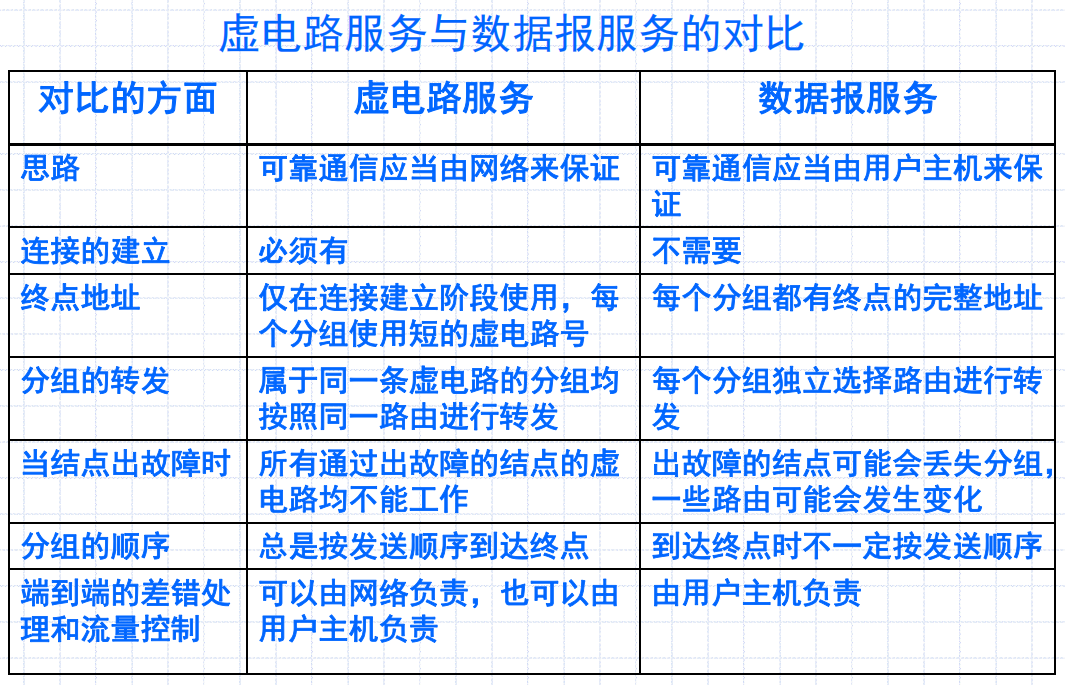 虚电路服务与数据报服务的对比
对比的方面
虚电路服务
数据报服务
思路
可靠通信应当由网络来保证
可靠通信应当由用户主机来保
证
连接的建立
必须有
不需要
终点地址
仅在连接建立阶段使用，每
个分组使用短的虚电路号
每个分组都有终点的完整地址
分组的转发
属于同一条虚电路的分组均
按照同一路由进行转发
每个分组独立选择路由进行转
发
当结点出故障时
所有通过出故障的结点的虚
电路均不能工作
出故障的结点可能会丢失分组，
一些路由可能会发生变化
分组的顺序
总是按发送顺序到达终点
到达终点时不一定按发送顺序
端到端的差错处
理和流量控制
可以由网络负责，也可以由
用户主机负责
由用户主机负责